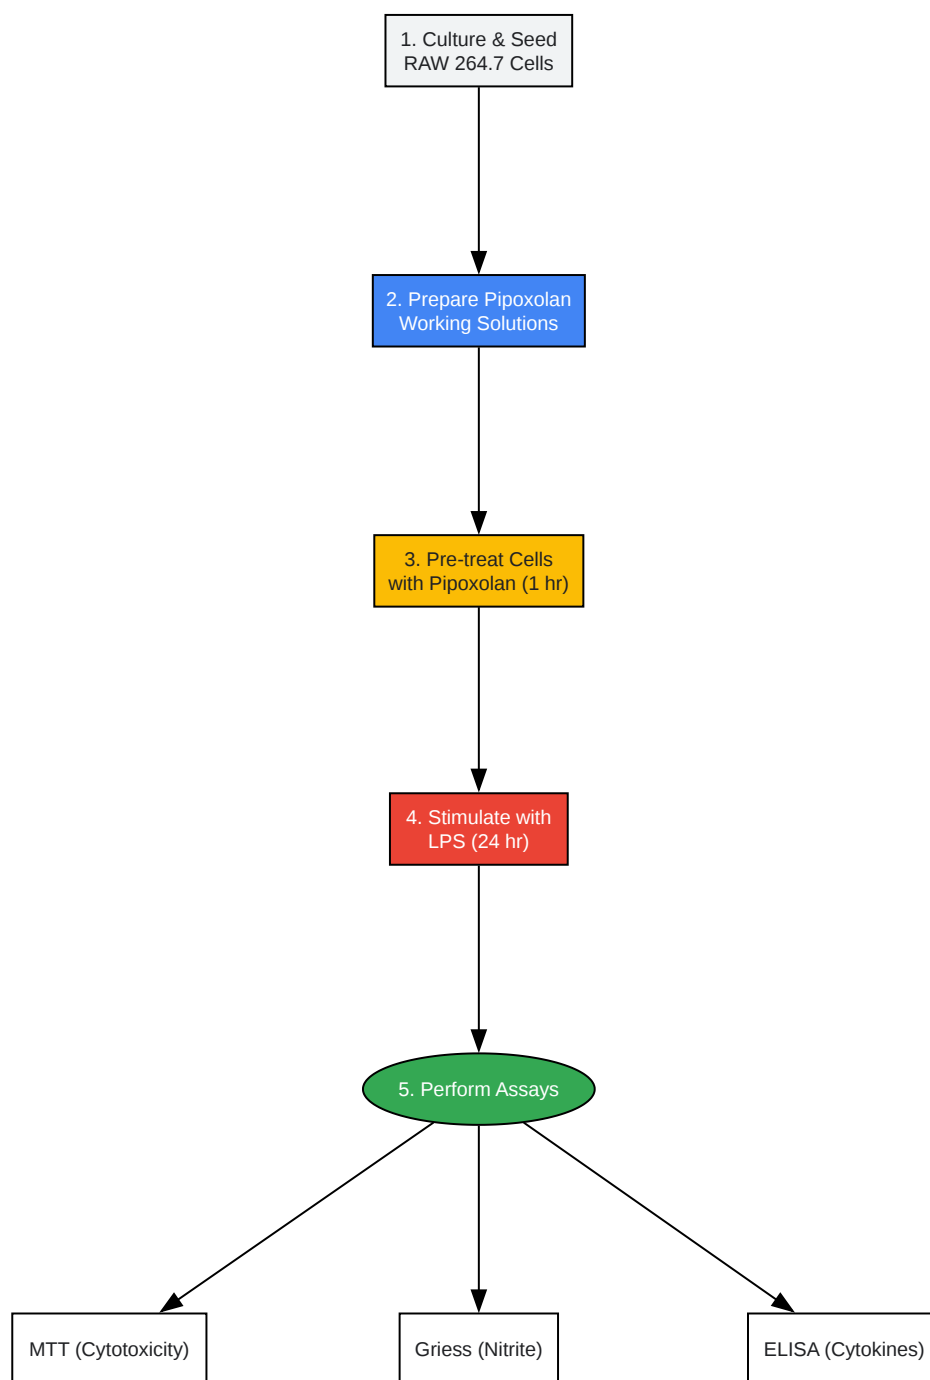 1. Culture & Seed
RAW 264.7 Cells
2. Prepare Pipoxolan
Working Solutions
3. Pre-treat Cells
with Pipoxolan (1 hr)
4. Stimulate with
LPS (24 hr)
5. Perform Assays
MTT (Cytotoxicity)
Griess (Nitrite)
ELISA (Cytokines)